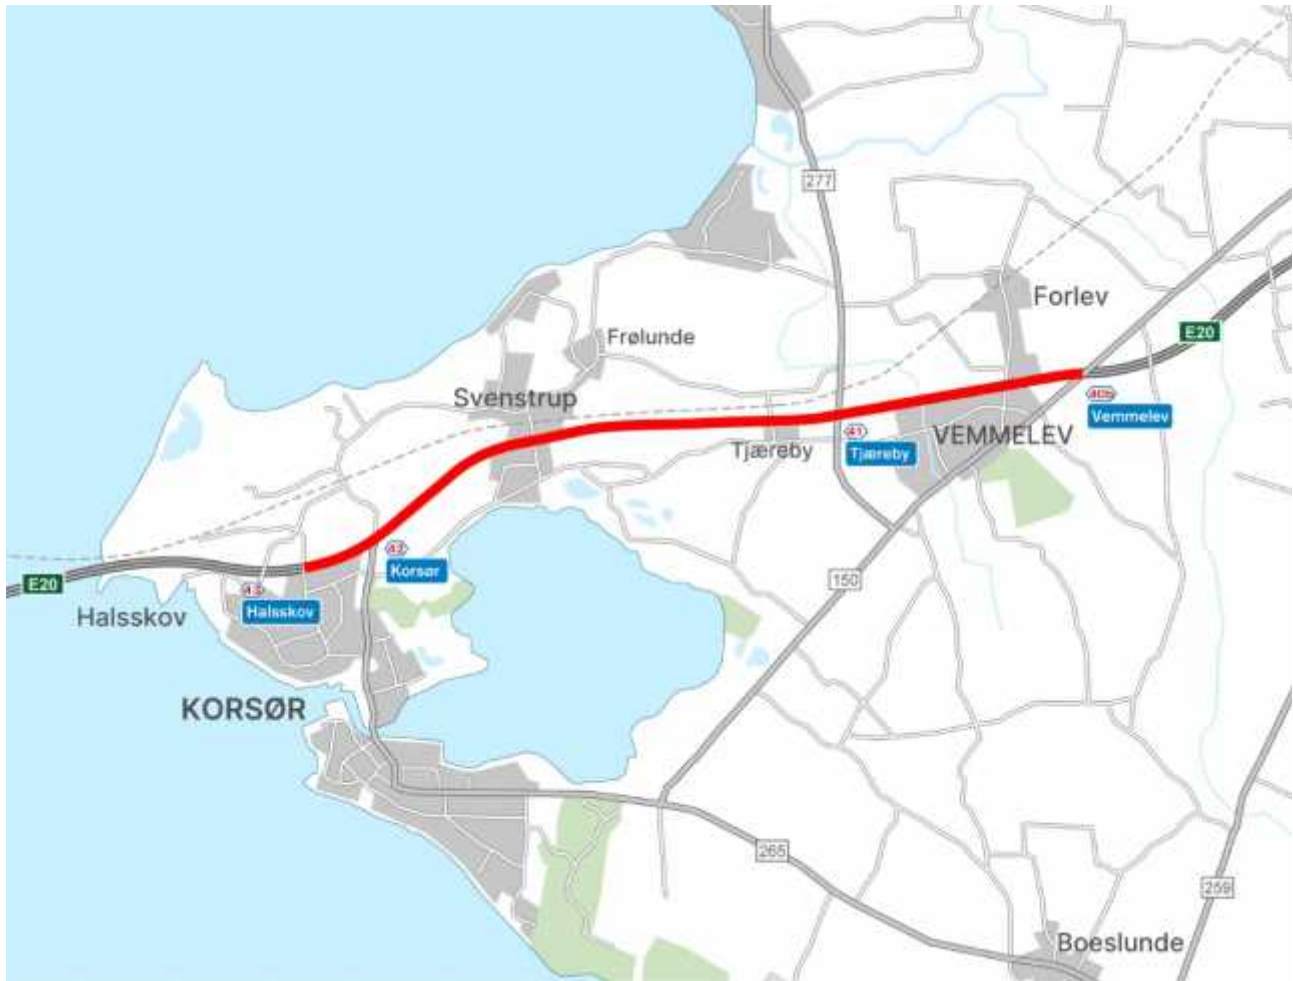 277
Forlev
E20
Frølunde
Svenstrup
40b
Vemmelev
41
Tjæreby
Tjæreby
VEMMELEV
42
Korsør
E20
43
Halsskov
Halsskov
150
KORSØR
265
259
Boeslunde